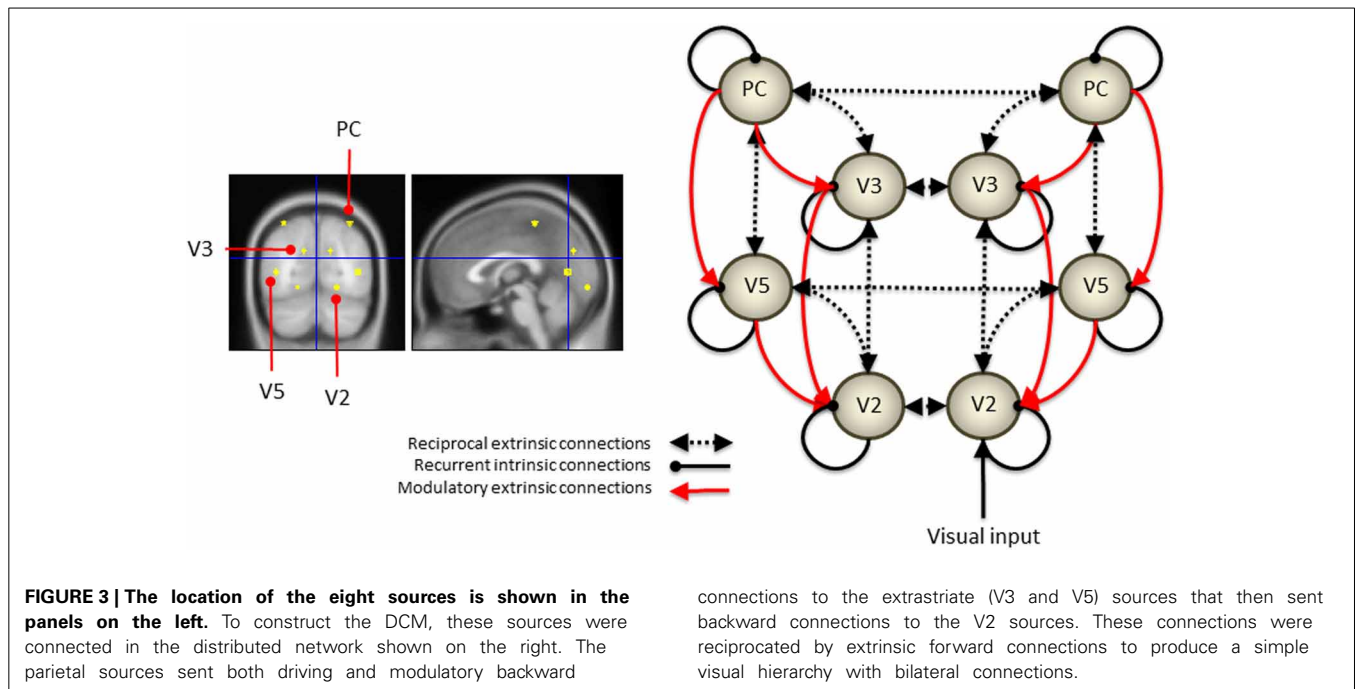 PC
V3
V5
V2
PC
PC
V3
V3
V5
V5
V2
V2
Reciprocal extrinsic connections
Recurrent intrinsic connections
Modulatory extrinsic connections
Visual input
FIGURE 3 | The location of the eight sources is shown in the
panels on the left. To construct the DCM, these sources were
connected in the distributed network shown on the right. The
parietal sources sent both driving and modulatory backward
connections to the extrastriate (V3 and V5) sources that then sent
backward connections to the V2 sources. These connections were
reciprocated by extrinsic forward connections to produce a simple
visual hierarchy with bilateral connections.